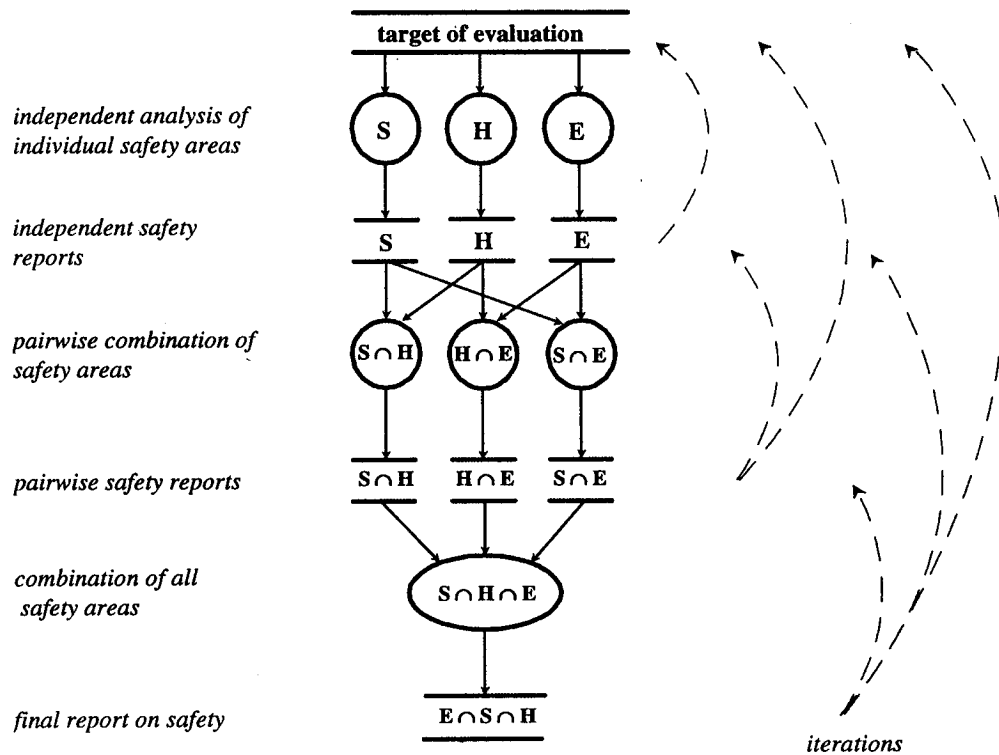 target of evaluation
independent analysis of
individual safety areas
S H E
independent safety
reports
S H E
pairwise combination of
safety areas
S∩H H∩E S∩E
pairwise safety reports
S∩H H∩E S∩E
combination of all
safety areas
S∩H∩E
final report on safety
E∩S∩H
iterations